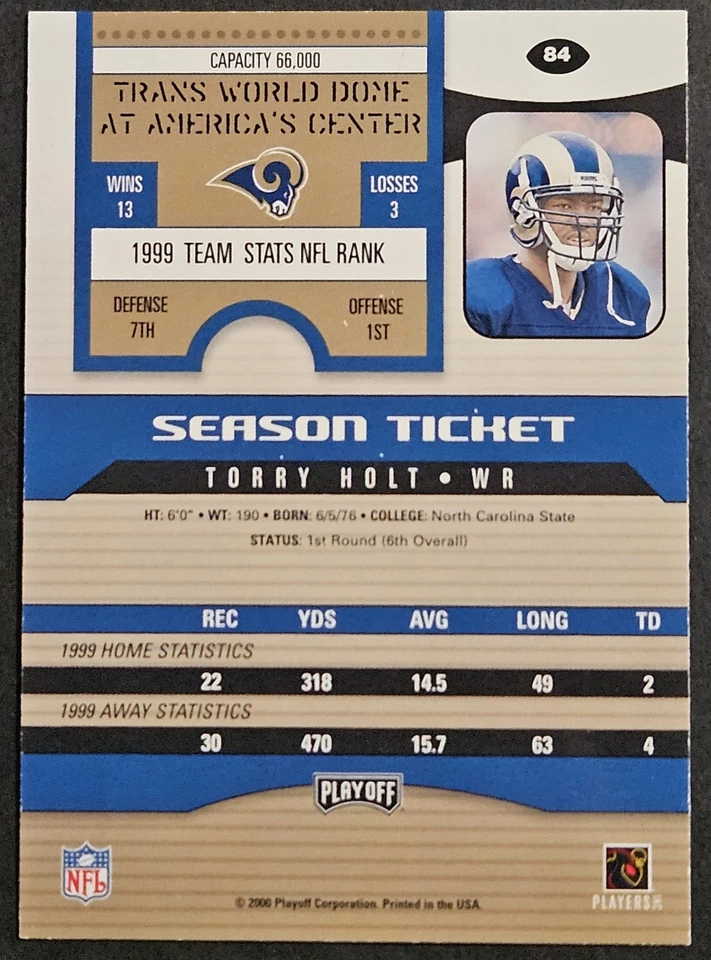 CAPACITY 66,000
84
TRANS WORLD DOME
AT AMERICA'S CENTER
WINS
13
LOSSES
3
1999 TEAM STATS NFL RANK
DEFENSE
7TH
OFFENSE
1ST
SEASON TICKET
TORRY HOLT • WR
HT: 6'0" • WT: 190 • BORN: 6/5/76 • COLLEGE: North Carolina State
STATUS: 1st Round (6th Overall)
REC YDS AVG LONG TD
1999 HOME STATISTICS
22 318 14.5 49 2
1999 AWAY STATISTICS
30 470 15.7 63 4
PLAYOFF
NFL
PLAYERS INC
© 2000 Playoff Corporation. Printed in the USA.